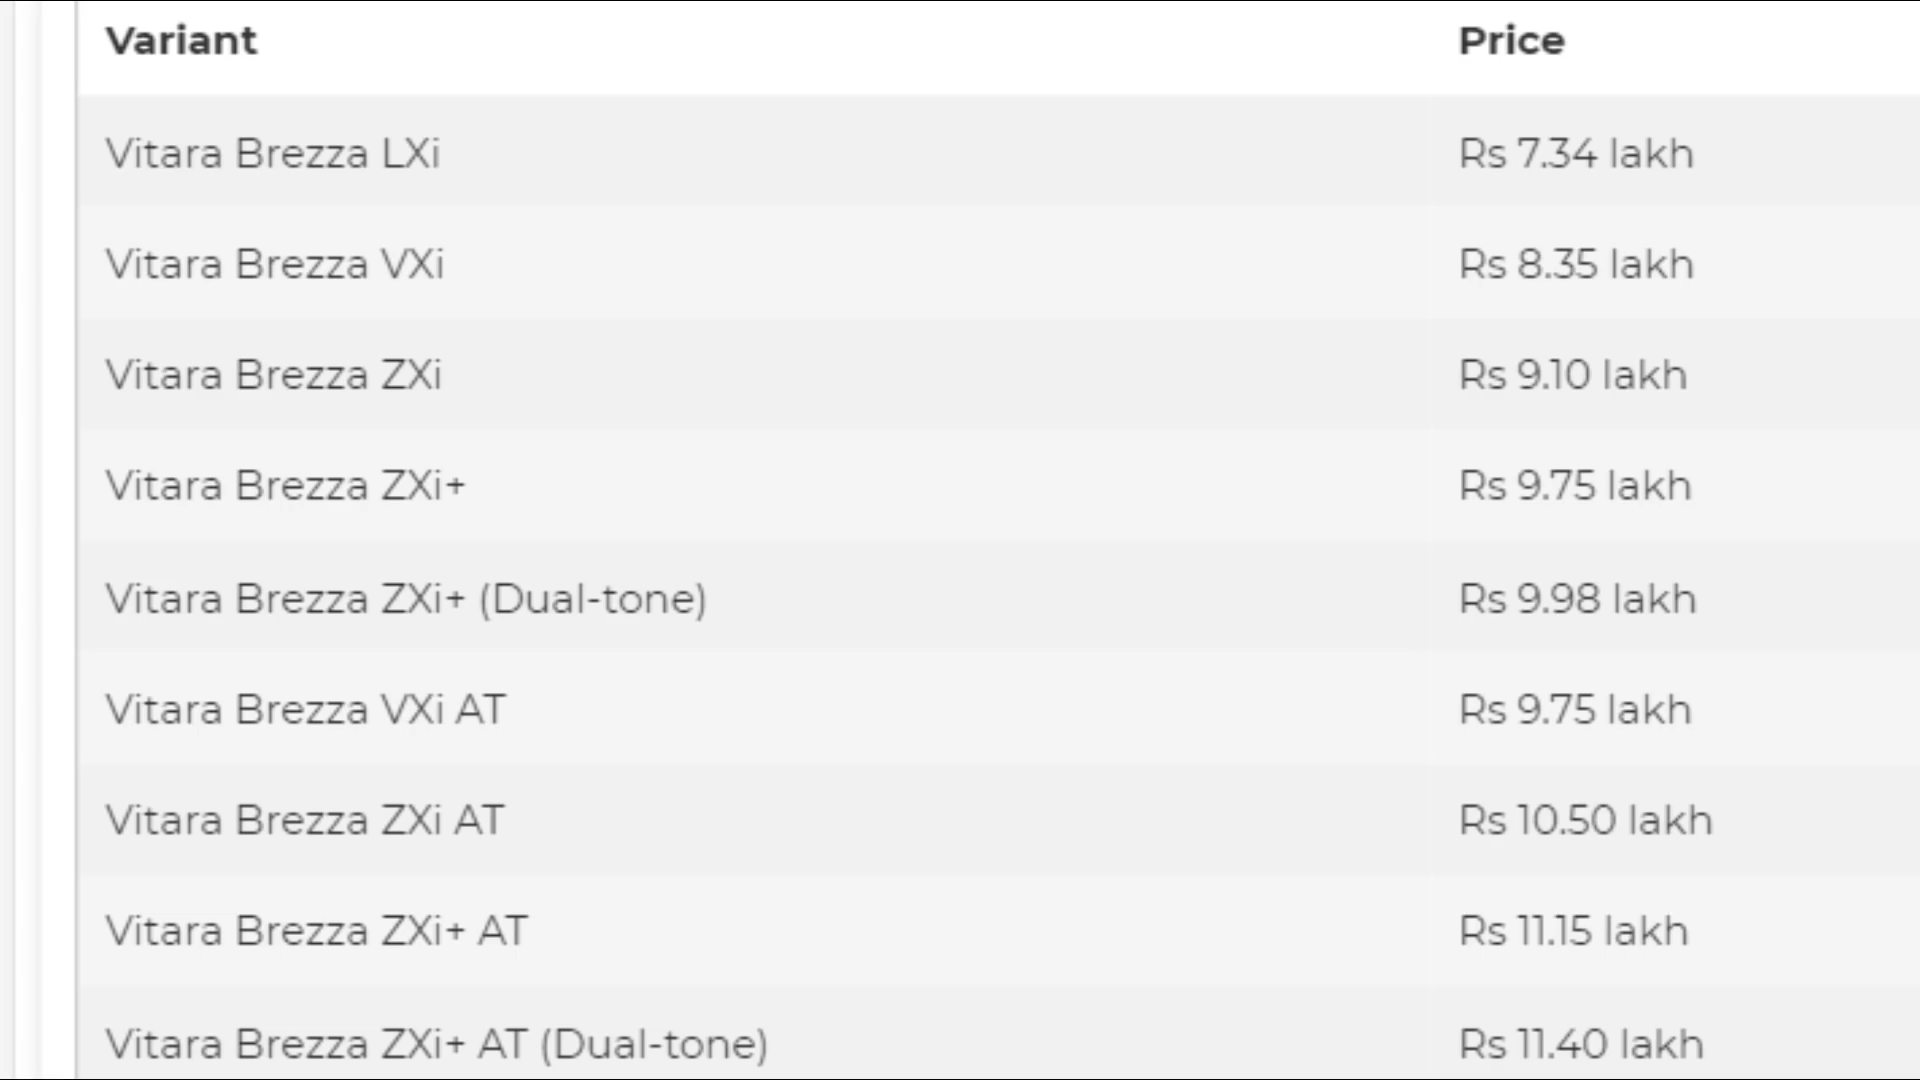 Variant Price
Vitara Brezza LXi Rs 7.34 lakh
Vitara Brezza VXi Rs 8.35 lakh
Vitara Brezza ZXi Rs 9.10 lakh
Vitara Brezza ZXi+ Rs 9.75 lakh
Vitara Brezza ZXi+ (Dual-tone) Rs 9.98 lakh
Vitara Brezza VXi AT Rs 9.75 lakh
Vitara Brezza ZXi AT Rs 10.50 lakh
Vitara Brezza ZXi+ AT Rs 11.15 lakh
Vitara Brezza ZXi+ AT (Dual-tone) Rs 11.40 lakh